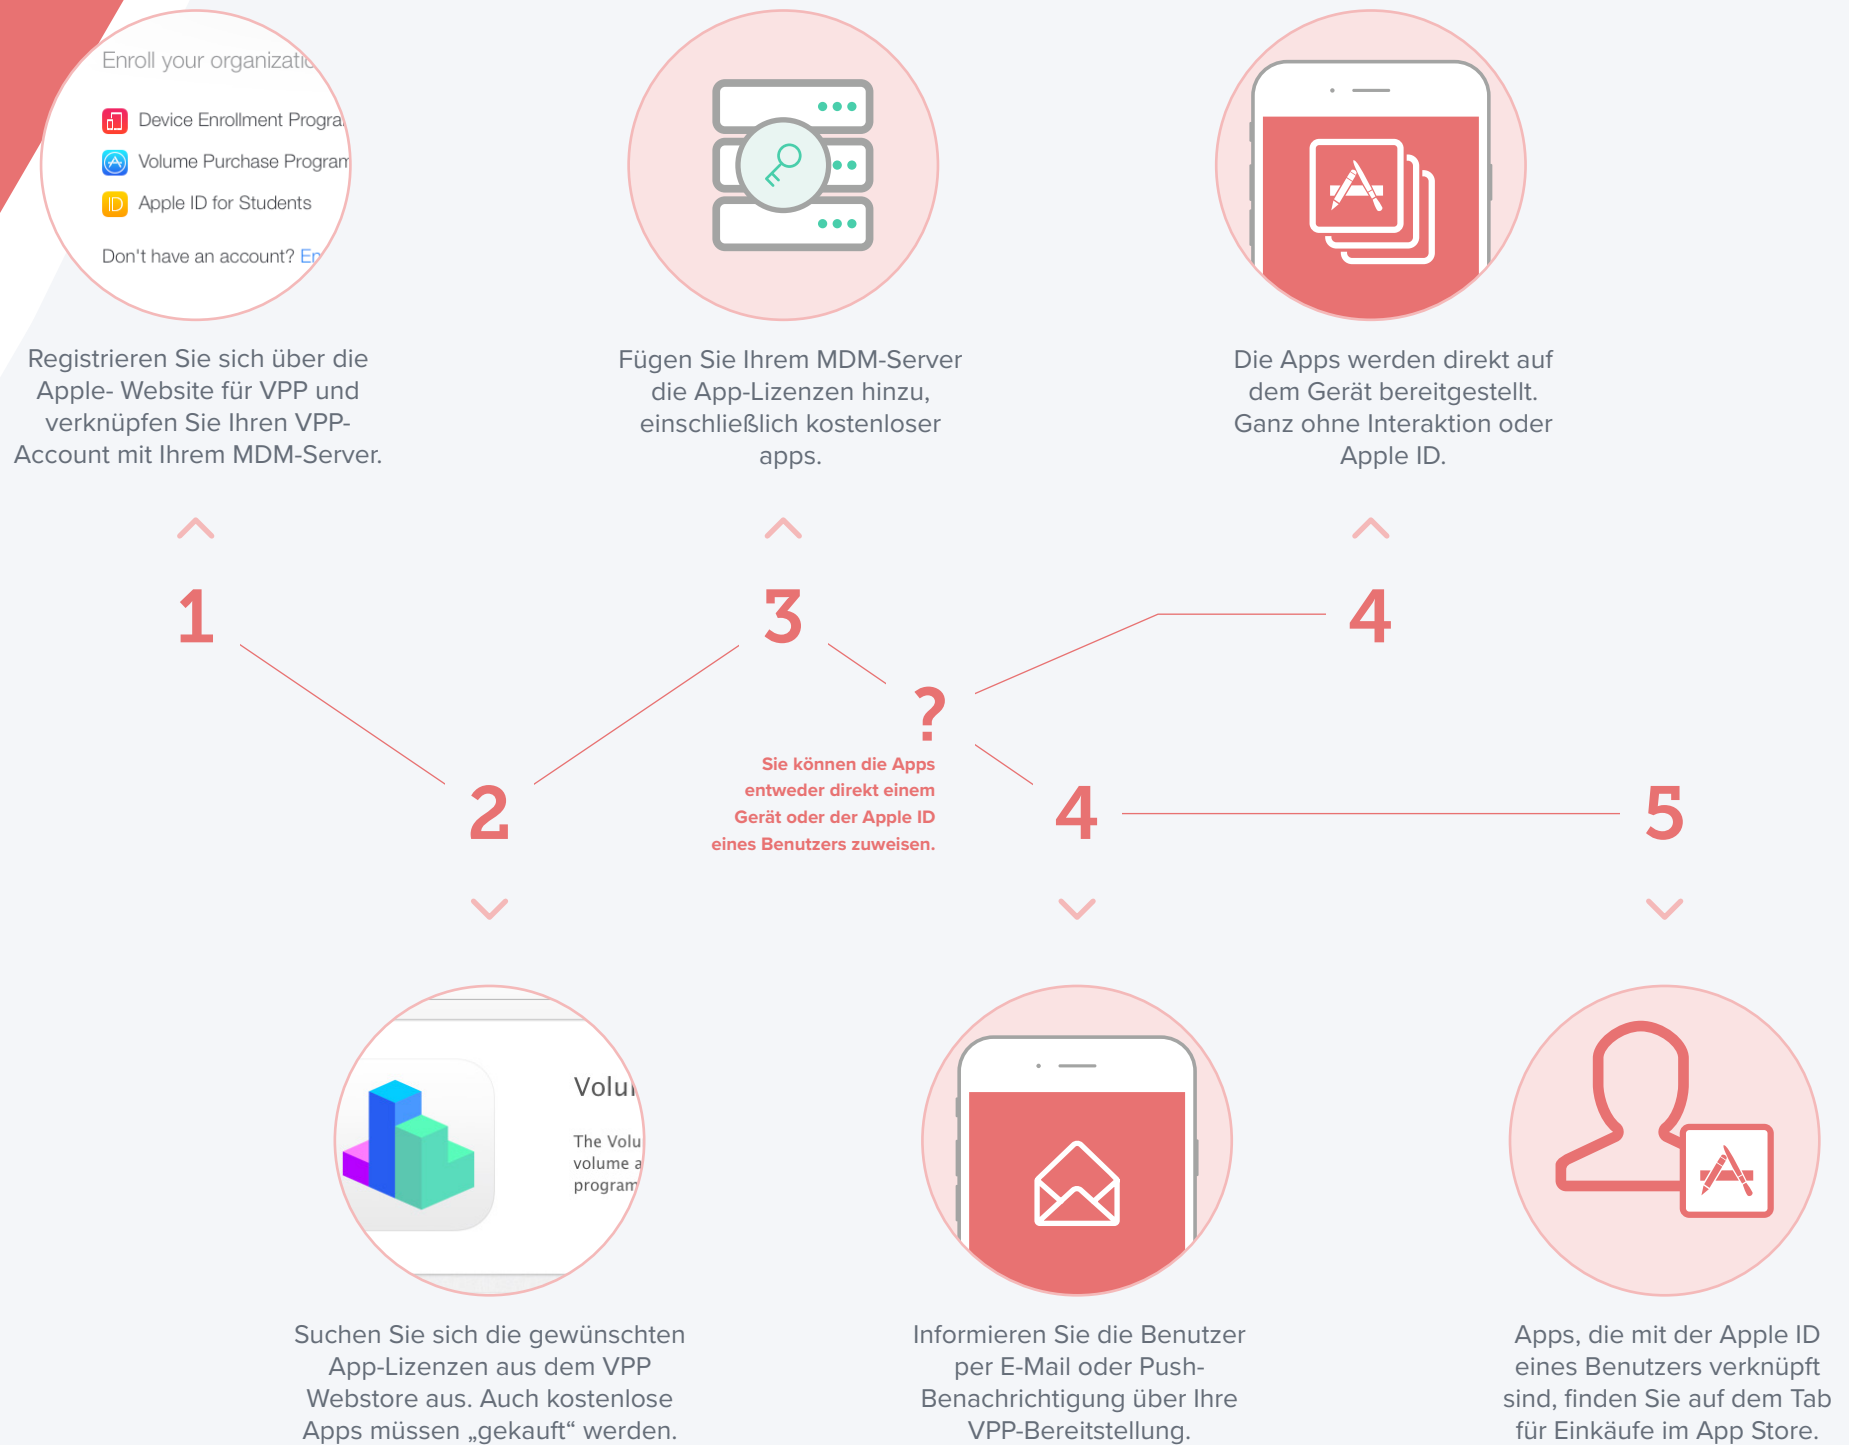 Enroll your organizatio
Device Enrollment Progra
Volume Purchase Program
Apple ID for Students
Don't have an account? En
Registrieren Sie sich über die
Apple- Website für VPP und
verknüpfen Sie Ihren VPP-
Account mit Ihrem MDM-Server.
Fügen Sie Ihrem MDM-Server
die App-Lizenzen hinzu,
einschließlich kostenloser
apps.
Die Apps werden direkt auf
dem Gerät bereitgestellt.
Ganz ohne Interaktion oder
Apple ID.
1
3
4
?
Sie können die Apps
entweder direkt einem
Gerät oder der Apple ID
eines Benutzers zuweisen.
2
4
5
Volu
The Volu
volume a
program
Suchen Sie sich die gewünschten
App-Lizenzen aus dem VPP
Webstore aus. Auch kostenlose
Apps müssen „gekauft“ werden.
Informieren Sie die Benutzer
per E-Mail oder Push-
Benachrichtigung über Ihre
VPP-Bereitstellung.
Apps, die mit der Apple ID
eines Benutzers verknüpft
sind, finden Sie auf dem Tab
für Einkäufe im App Store.